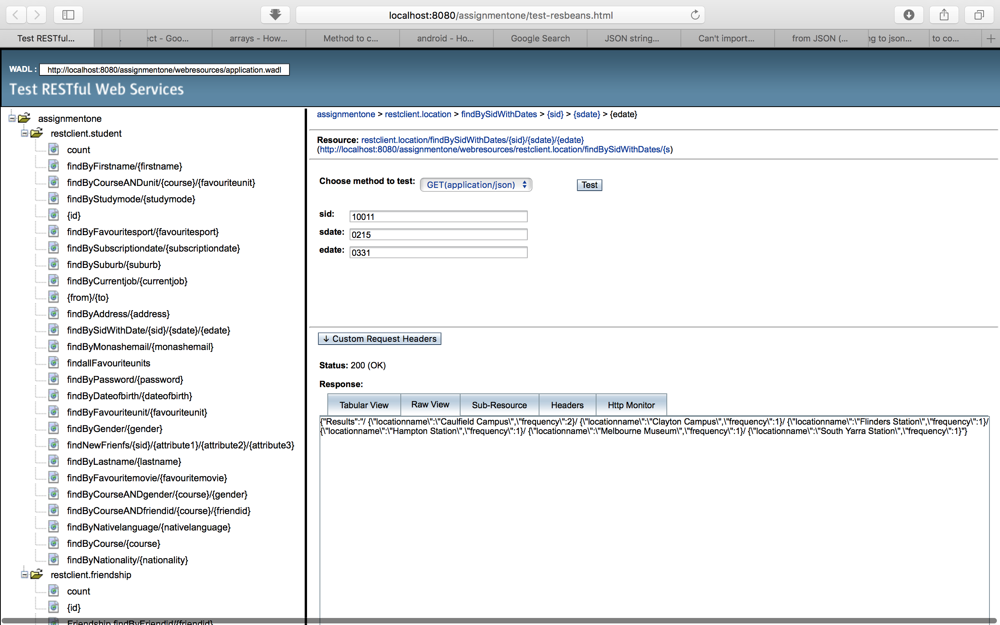 localhost:8080/assignmentone/test-resbeans.html
Test RESTful...
ect - Goo...
arrays - How...
Method to c...
android - Ho...
Google Search
JSON string...
Can't import...
from JSON (...
ng to json...
to co...
WADL : http://localhost:8080/assignmentone/webresources/application.wadl
Test RESTful Web Services
assignmentone
restclient.student
count
findByFirstname/{firstname}
findByCourseANDunit/{course}/{favouriteunit}
findByStudymode/{studymode}
{id}
findByFavouritesport/{favouritesport}
findBySubscriptiondate/{subscriptiondate}
findBySuburb/{suburb}
findByCurrentjob/{currentjob}
{from}/{to}
findByAddress/{address}
findBySidWithDate/{sid}/{sdate}/{edate}
findByMonashemail/{monashemail}
findallFavouriteunits
findByPassword/{password}
findByDateofbirth/{dateofbirth}
findByFavouriteunit/{favouriteunit}
findByGender/{gender}
findNewFrienfs/{sid}/{attribute1}/{attribute2}/{attribute3}
findByLastname/{lastname}
findByFavouritemovie/{favouritemovie}
findByCourseANDgender/{course}/{gender}
findByCourseANDfriendid/{course}/{friendid}
findByNativelanguage/{nativelanguage}
findByCourse/{course}
findByNationality/{nationality}
restclient.friendship
count
{id}
Friendship.findByFriendid/{friendid}
assignmentone > restclient.location > findBySidWithDates > {sid} > {sdate} > {edate}
Resource: restclient.location/findBySidWithDates/{sid}/{sdate}/{edate}
(http://localhost:8080/assignmentone/webresources/restclient.location/findBySidWithDates/{s)
Choose method to test: GET(application/json) Test
sid: 10011
sdate: 0215
edate: 0331
↓ Custom Request Headers
Status: 200 (OK)
Response:
Tabular View Raw View Sub-Resource Headers Http Monitor
{"Results":"/ {\"locationname\":\"Caulfield Campus\",\"frequency\":2}/ {\"locationname\":\"Clayton Campus\",\"frequency\":1}/ {\"locationname\":\"Flinders Station\",\"frequency\":1}/
{\"locationname\":\"Hampton Station\",\"frequency\":1}/ {\"locationname\":\"Melbourne Museum\",\"frequency\":1}/ {\"locationname\":\"South Yarra Station\",\"frequency\":1}"}